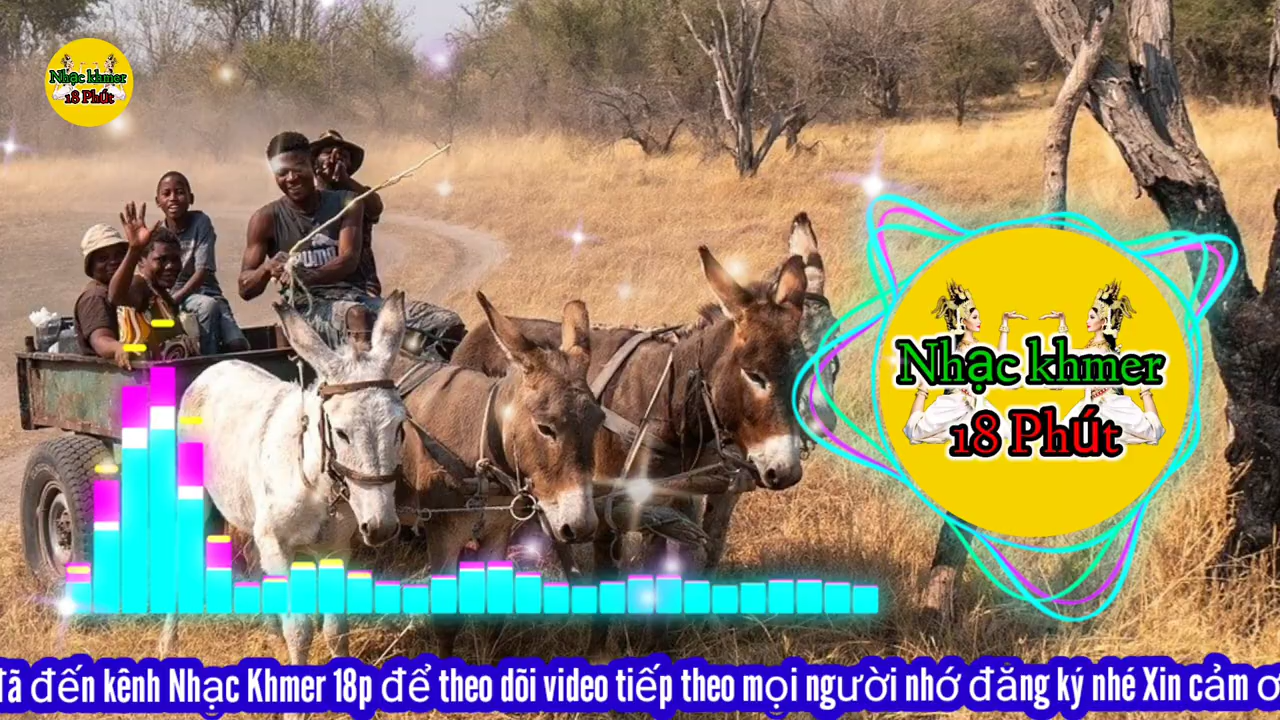 Nhạc khmer
18 Phút
PUMA
Nhạc khmer
18 Phút
đã đến kênh Nhạc Khmer 18p để theo dõi video tiếp theo mọi người nhớ đăng ký nhé Xin cảm ơ